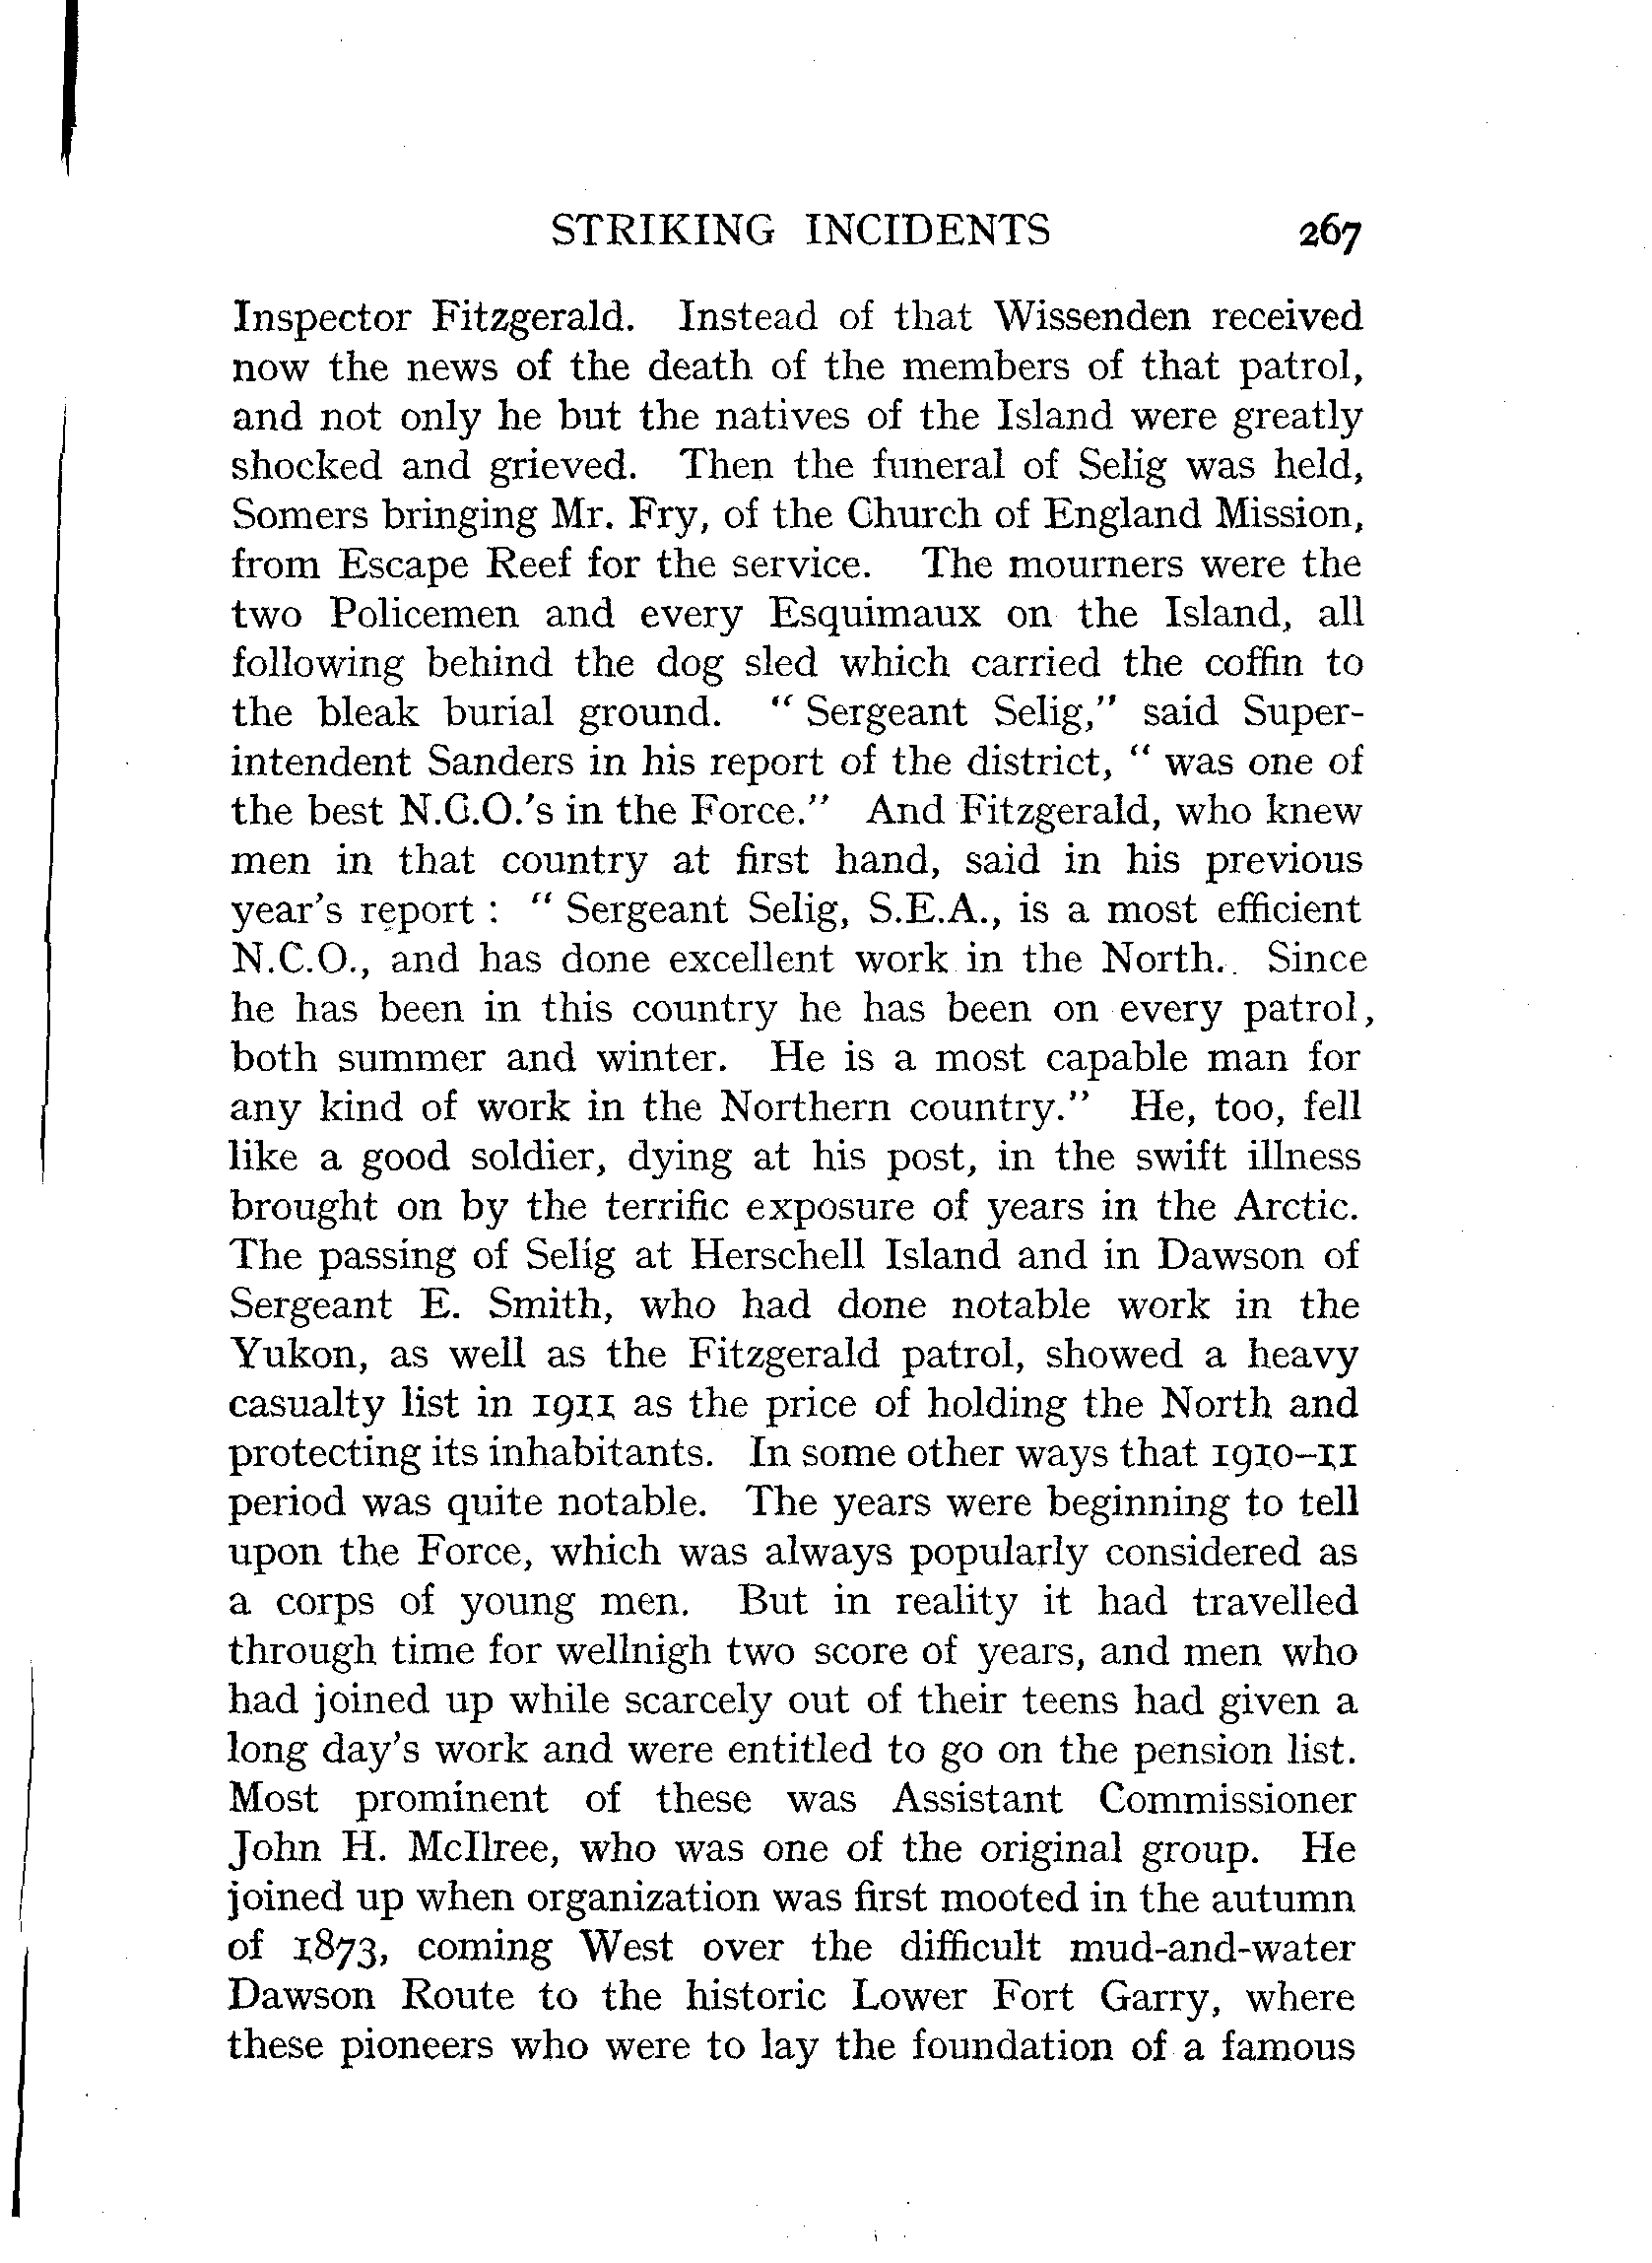 STRIKING INCIDENTS 267
Inspector Fitzgerald. Instead of that Wissenden received
now the news of the death of the members of that patrol,
and not only he but the natives of the Island were greatly
shocked and grieved. Then the funeral of Selig was held,
Somers bringing Mr. Fry, of the Church of England Mission,
from Escape Reef for the service. The mourners were the
two Policemen and every Esquimaux on the Island, all
following behind the dog sled which carried the coffin to
the bleak burial ground. " Sergeant Selig," said Super-
intendent Sanders in his report of the district, " was one of
the best N.C.O.'s in the Force." And Fitzgerald, who knew
men in that country at first hand, said in his previous
year's report : " Sergeant Selig, S.E.A., is a most efficient
N.C.O., and has done excellent work in the North. Since
he has been in this country he has been on every patrol,
both summer and winter. He is a most capable man for
any kind of work in the Northern country." He, too, fell
like a good soldier, dying at his post, in the swift illness
brought on by the terrific exposure of years in the Arctic.
The passing of Selig at Herschell Island and in Dawson of
Sergeant E. Smith, who had done notable work in the
Yukon, as well as the Fitzgerald patrol, showed a heavy
casualty list in 1911 as the price of holding the North and
protecting its inhabitants. In some other ways that 1910–11
period was quite notable. The years were beginning to tell
upon the Force, which was always popularly considered as
a corps of young men. But in reality it had travelled
through time for wellnigh two score of years, and men who
had joined up while scarcely out of their teens had given a
long day's work and were entitled to go on the pension list.
Most prominent of these was Assistant Commissioner
John H. McIlree, who was one of the original group. He
joined up when organization was first mooted in the autumn
of 1873, coming West over the difficult mud-and-water
Dawson Route to the historic Lower Fort Garry, where
these pioneers who were to lay the foundation of a famous